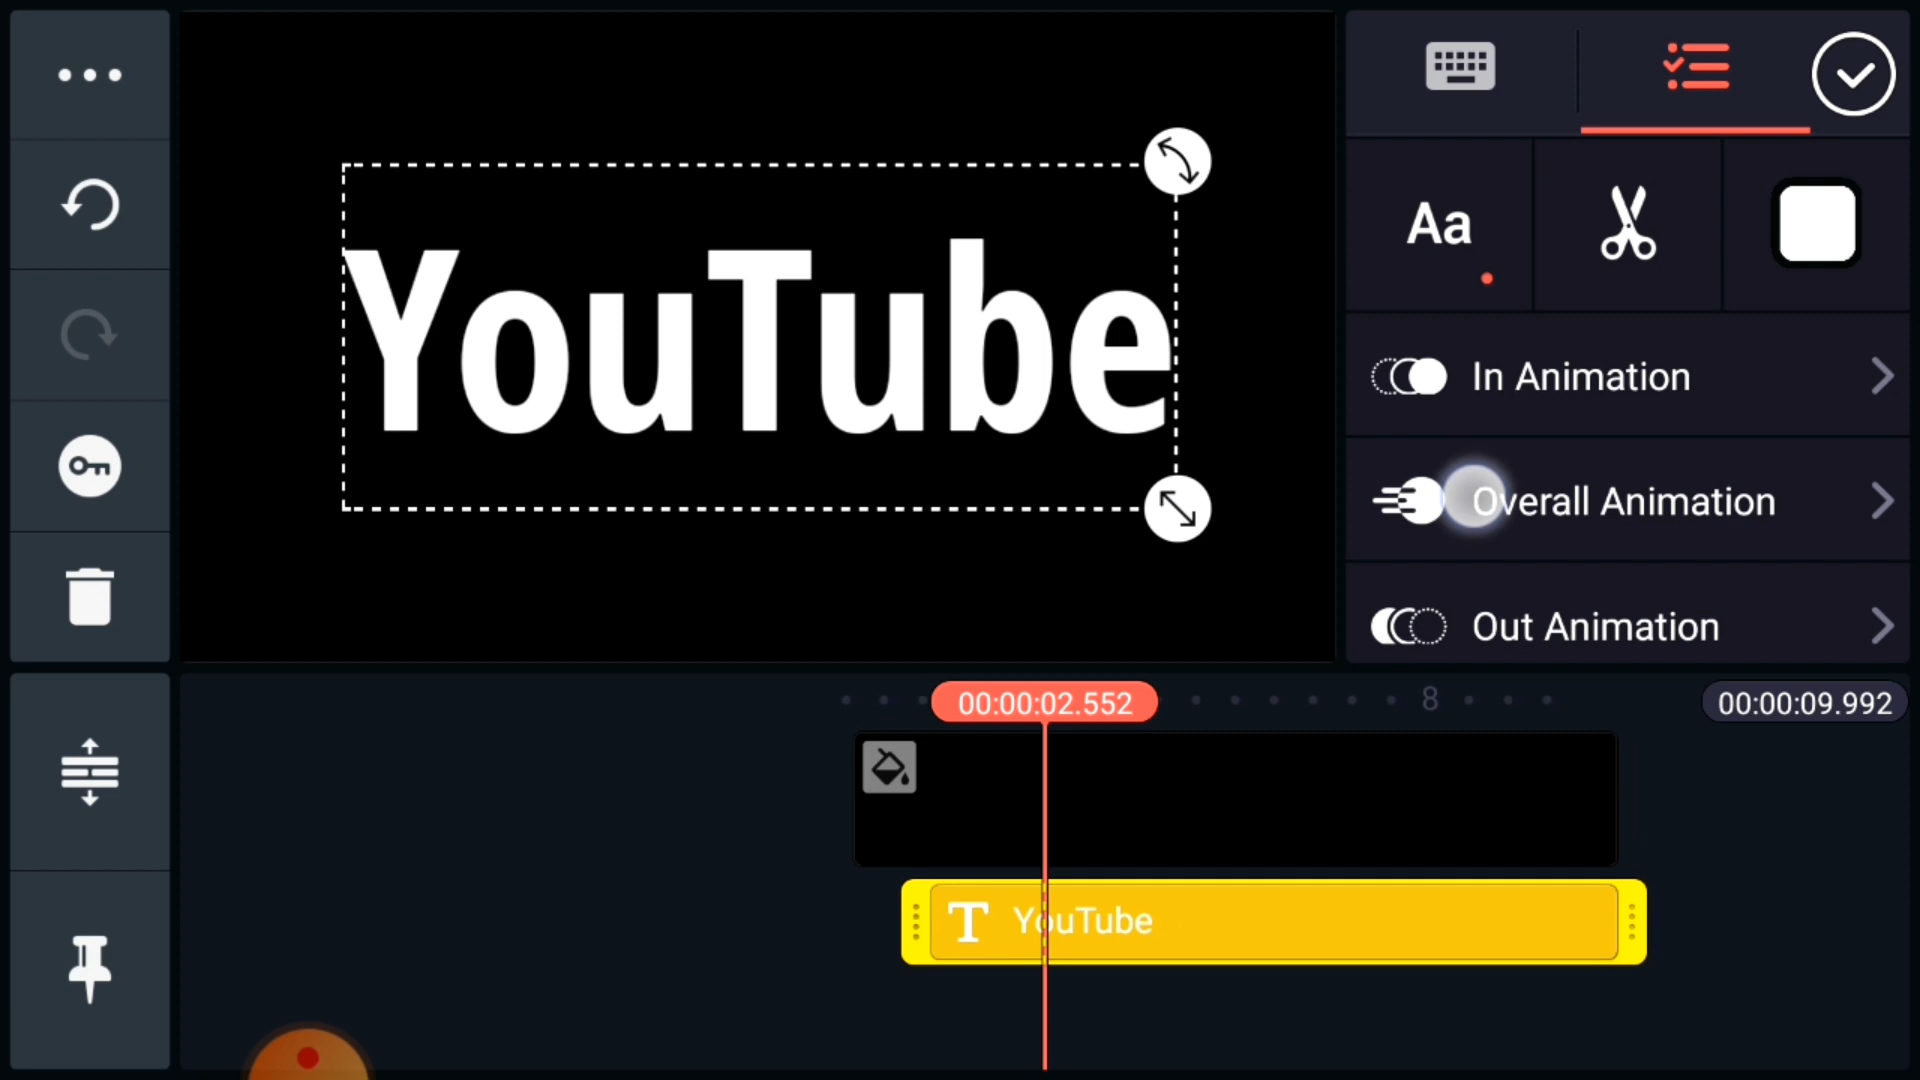 YouTube
Aa
In Animation
Overall Animation
Out Animation
00:00:02.552
8
00:00:09.992
T YouTube